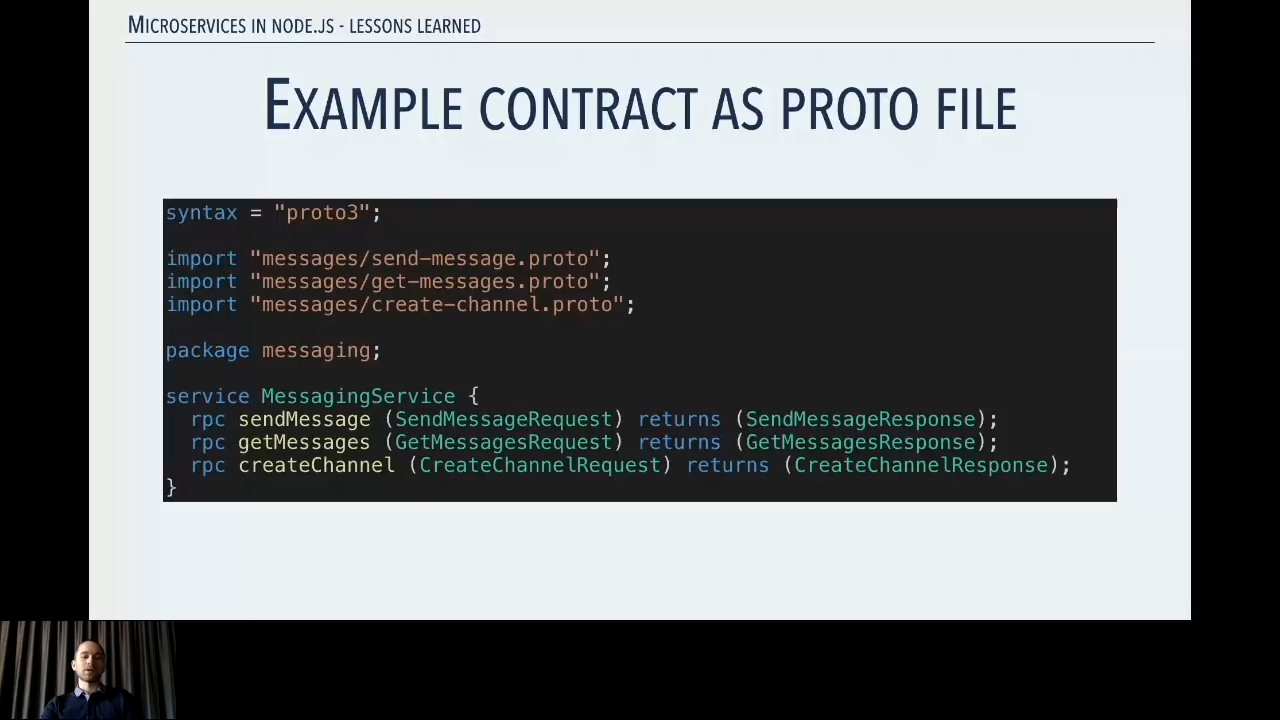 MICROSERVICES IN NODE.JS - LESSONS LEARNED
EXAMPLE CONTRACT AS PROTO FILE
syntax = "proto3";
import "messages/send-message.proto";
import "messages/get-messages.proto";
import "messages/create-channel.proto";
package messaging;
service MessagingService {
  rpc sendMessage (SendMessageRequest) returns (SendMessageResponse);
  rpc getMessages (GetMessagesRequest) returns (GetMessagesResponse);
  rpc createChannel (CreateChannelRequest) returns (CreateChannelResponse);
}